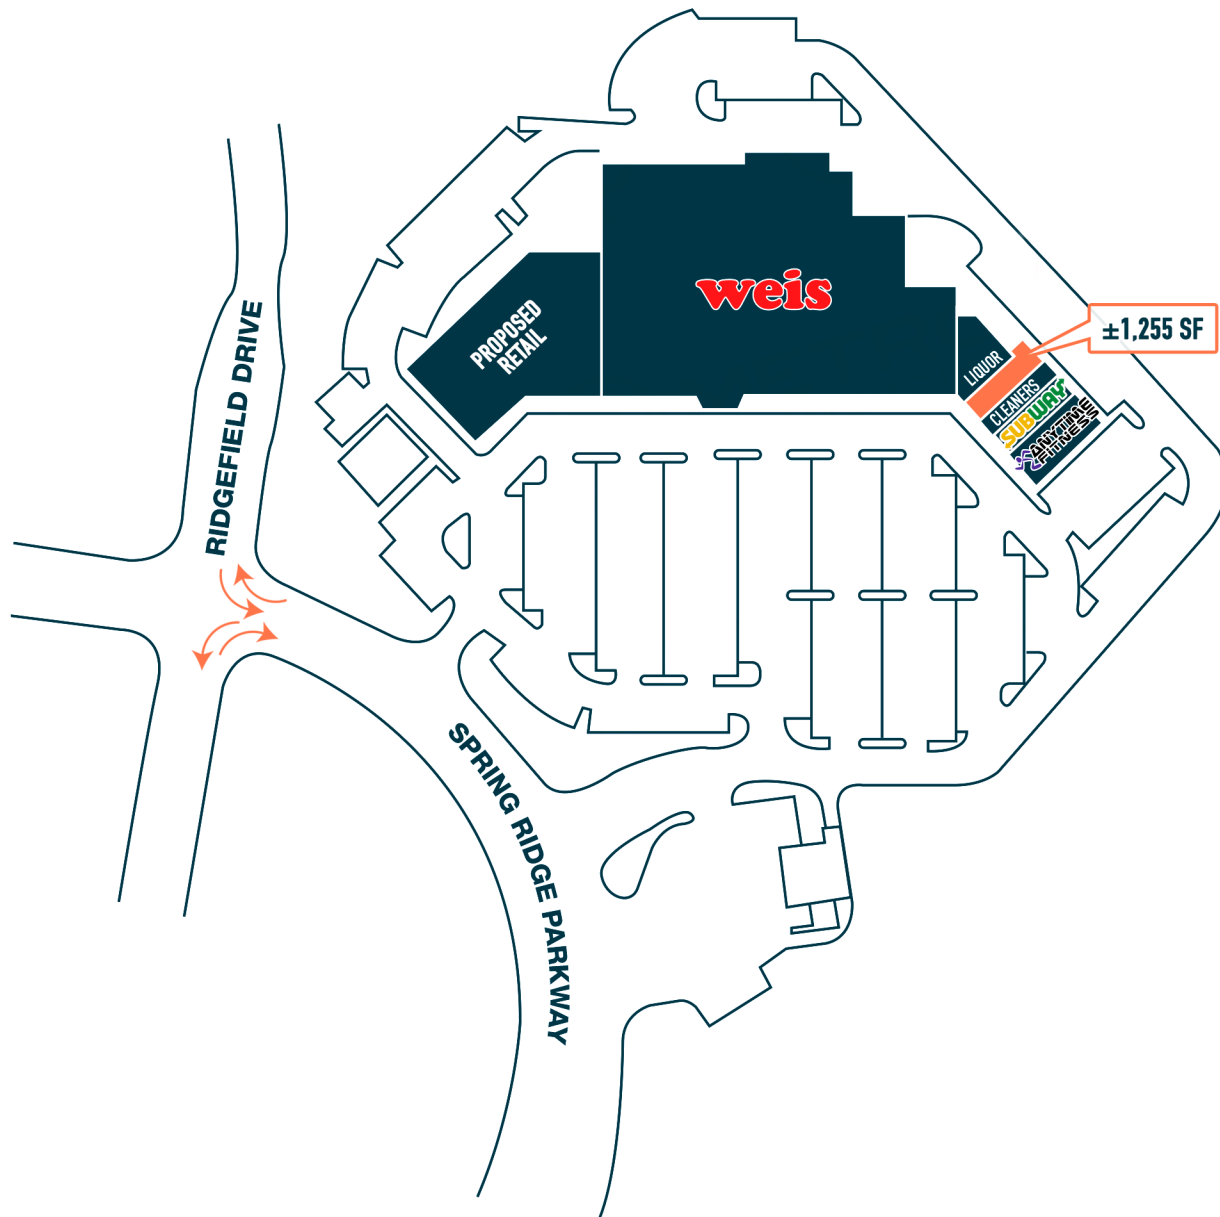 weis
PROPOSED
RETAIL
±1,255 SF
LIQUOR
CLEANERS
SUBWAY
ANYTIME
FITNESS
RIDGEFIELD DRIVE
SPRING RIDGE PARKWAY